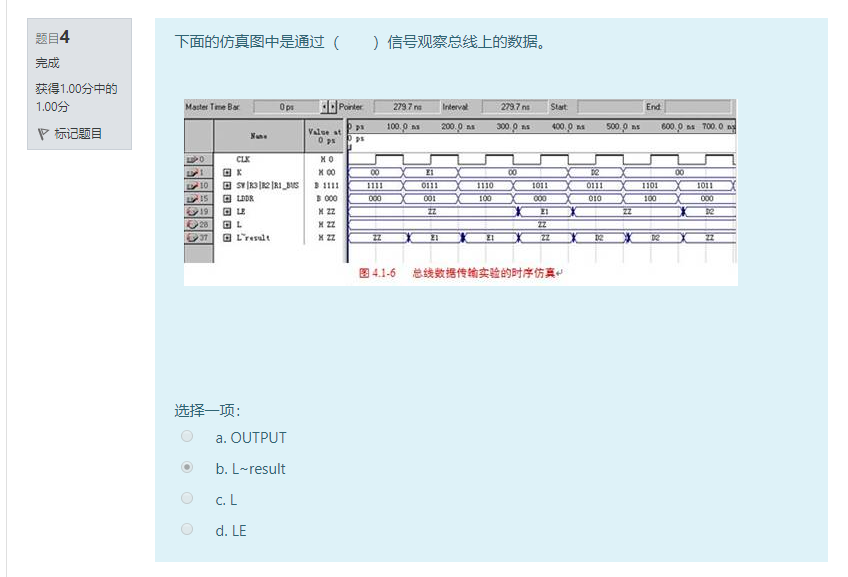 题目4
完成
获得1.00分中的
1.00分
标记题目
下面的仿真图中是通过（　　）信号观察总线上的数据。
Master Time Bar: 0 ps Pointer: 279.7 ns Interval: 279.7 ns Start: End:
Name Value at 0 ps
0 ps 100.0 ns 200.0 ns 300.0 ns 400.0 ns 500.0 ns 600.0 ns 700.0 ns
0 ps
0 CLK H 0
1 K H 00 00 E1 00 D2 00
10 SW|R3|R2|R1_BUS B 1111 1111 0111 1110 1011 0111 1101 1011
15 LDDR B 000 000 001 100 000 010 100 000
19 LE H ZZ ZZ E1 ZZ D2
28 L H ZZ ZZ
37 L~result H ZZ ZZ E1 E1 ZZ D2 D2 ZZ
图 4.1-6 总线数据传输实验的时序仿真
选择一项：
a. OUTPUT
b. L~result
c. L
d. LE